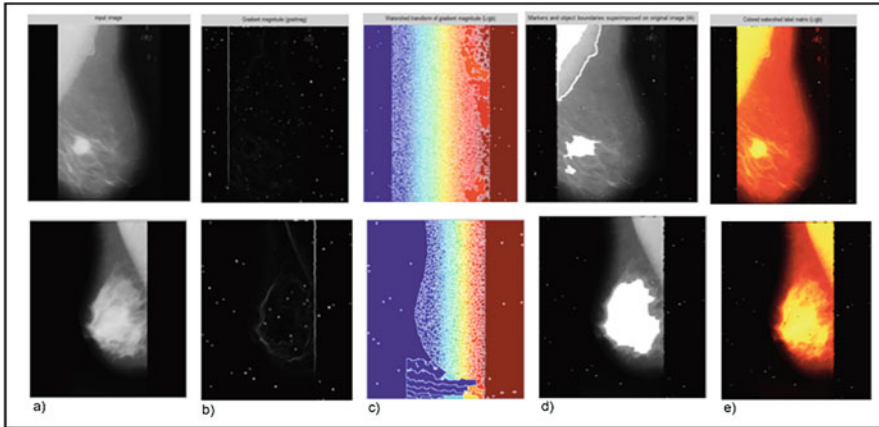 input image
Gradient magnitude (gradmag)
Watershed transform of gradient magnitude (Lrgb)
Markers and object boundaries superimposed on original image (I4)
Colored watershed label matrix (Lrgb)
a)
b)
c)
d)
e)